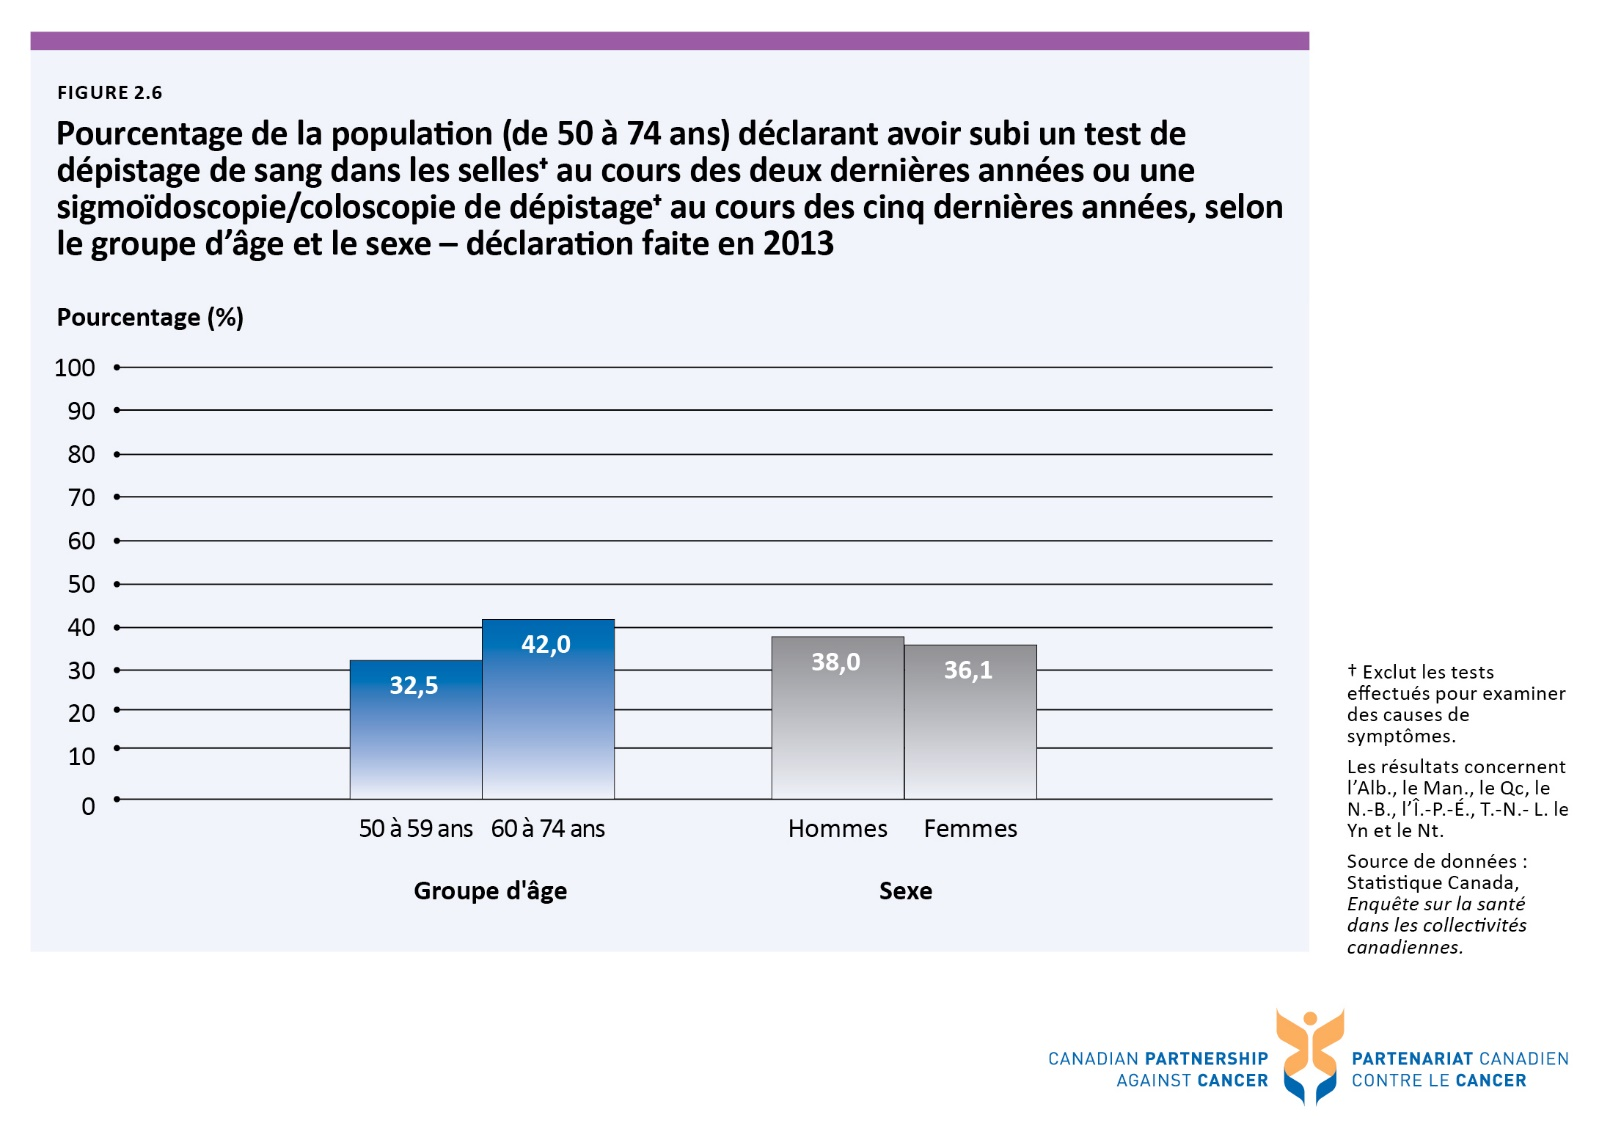 FIGURE 2.6
Pourcentage de la population (de 50 à 74 ans) déclarant avoir subi un test de
dépistage de sang dans les selles† au cours des deux dernières années ou une
sigmoïdoscopie/coloscopie de dépistage† au cours des cinq dernières années, selon
le groupe d’âge et le sexe – déclaration faite en 2013
Pourcentage (%)
100
90
80
70
60
50
40
30
20
10
0
32,5
42,0
38,0
36,1
50 à 59 ans
60 à 74 ans
Hommes
Femmes
Groupe d'âge
Sexe
† Exclut les tests
effectués pour examiner
des causes de
symptômes.
Les résultats concernent
l’Alb., le Man., le Qc, le
N.-B., l’Î.-P.-É., T.-N.- L. le
Yn et le Nt.
Source de données :
Statistique Canada,
Enquête sur la santé
dans les collectivités
canadiennes.
CANADIAN PARTNERSHIP
AGAINST CANCER
PARTENARIAT CANADIEN
CONTRE LE CANCER